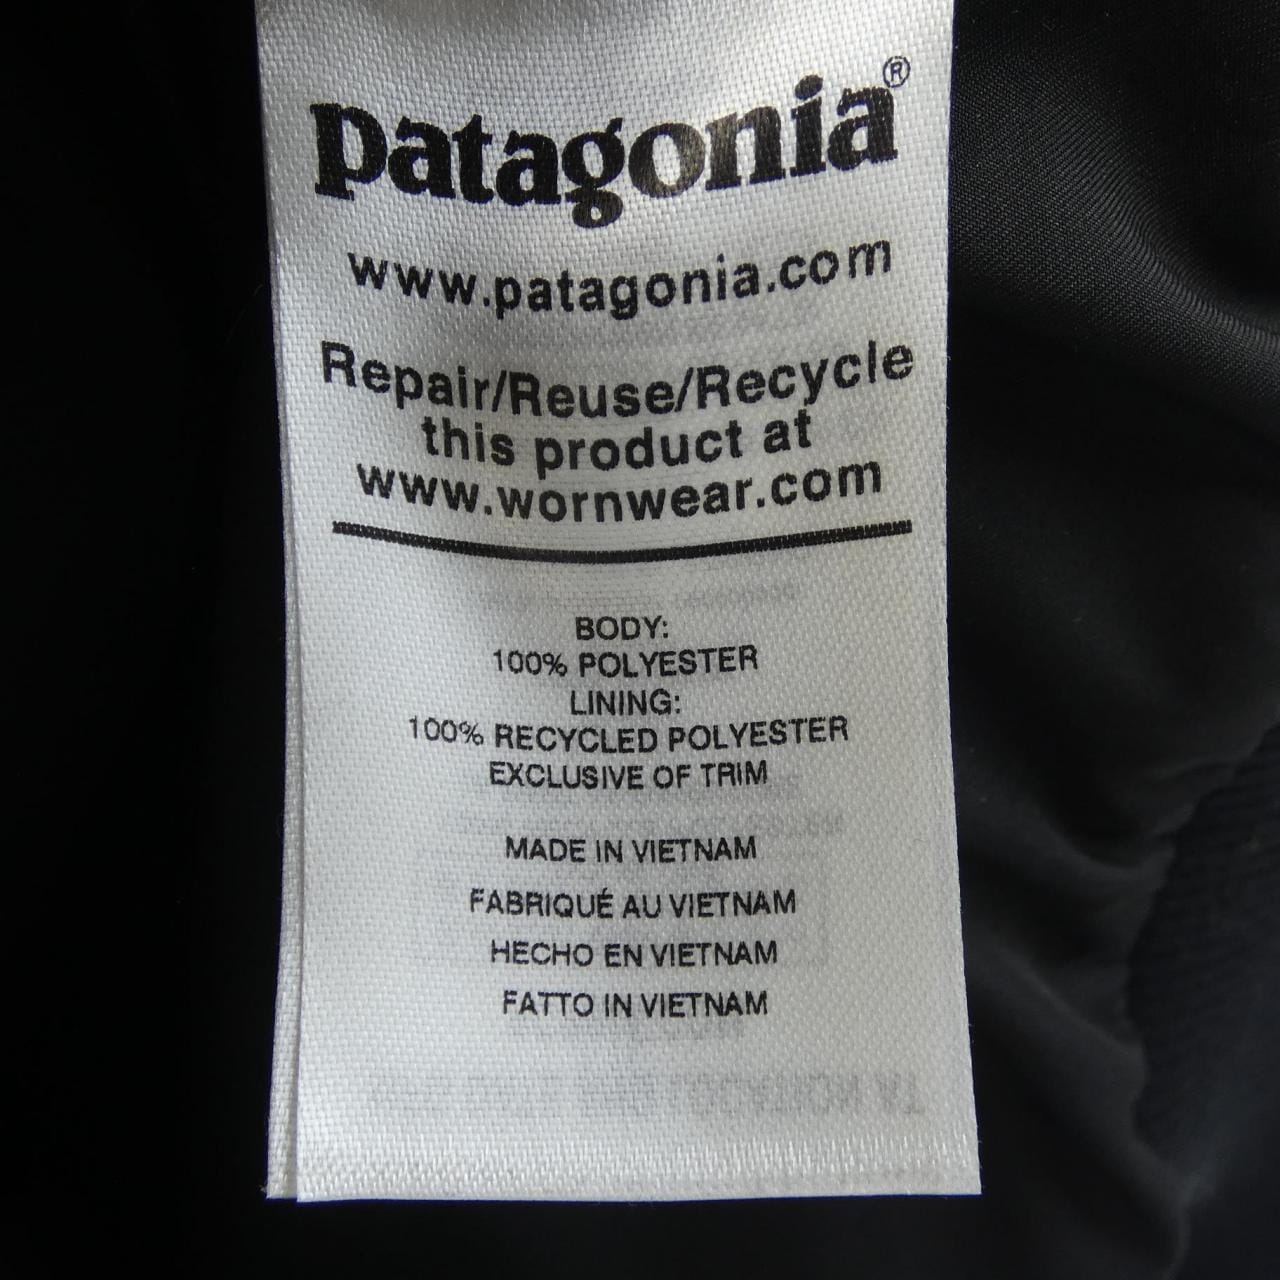 patagonia®
www.patagonia.com
Repair/Reuse/Recycle
this product at
www.wornwear.com
BODY:
100% POLYESTER
LINING:
100% RECYCLED POLYESTER
EXCLUSIVE OF TRIM
MADE IN VIETNAM
FABRIQUÉ AU VIETNAM
HECHO EN VIETNAM
FATTO IN VIETNAM